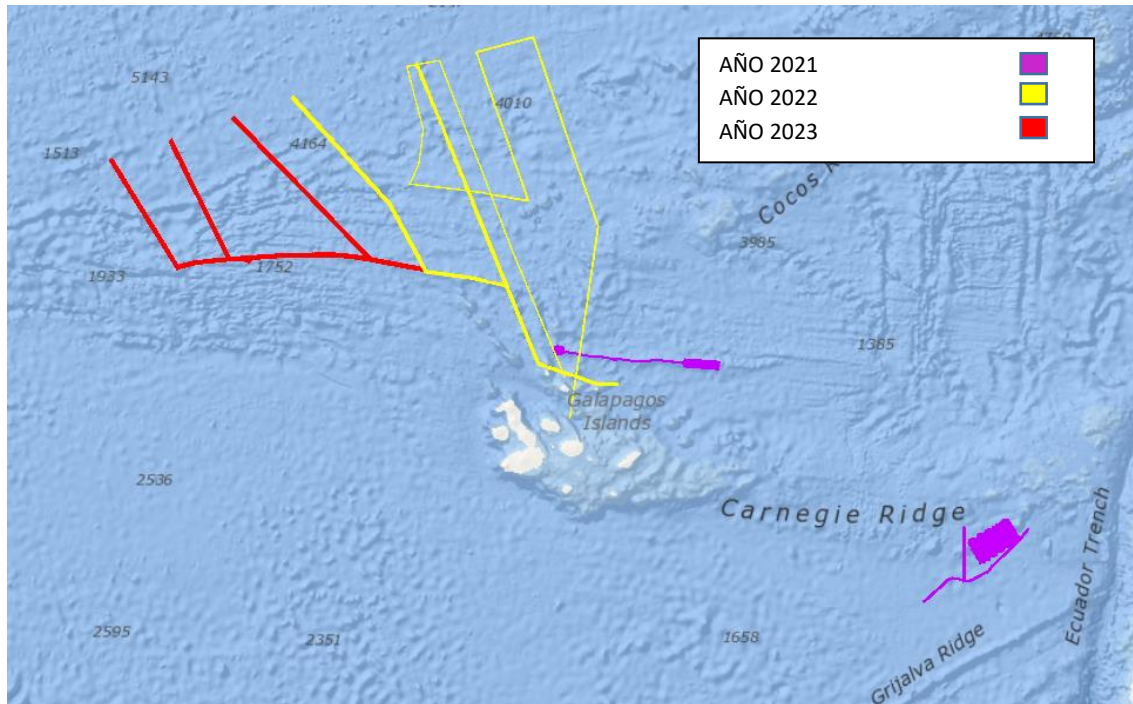 AÑO 2021
AÑO 2022
AÑO 2023
5143
4010
4164
1513
Cocos
3985
1933
1752
1385
Galapagos
Islands
2536
Carnegie Ridge
Ecuador Trench
2595
2351
1658
Grijalva Ridge